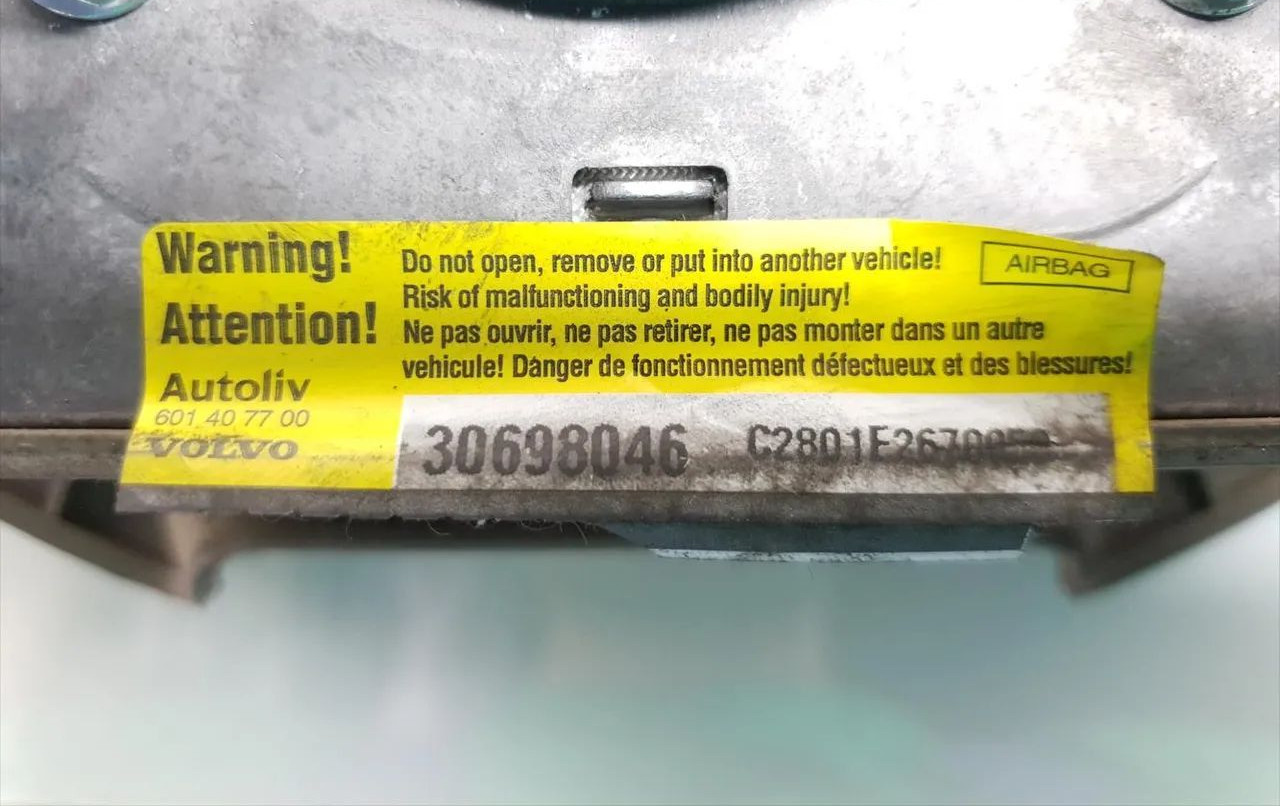 Warning!
Attention!
Autoliv
601 40 77 00
VOLVO
Do not open, remove or put into another vehicle!
Risk of malfunctioning and bodily injury!
Ne pas ouvrir, ne pas retirer, ne pas monter dans un autre
vehicule! Danger de fonctionnement défectueux et des blessures!
AIRBAG
30698046